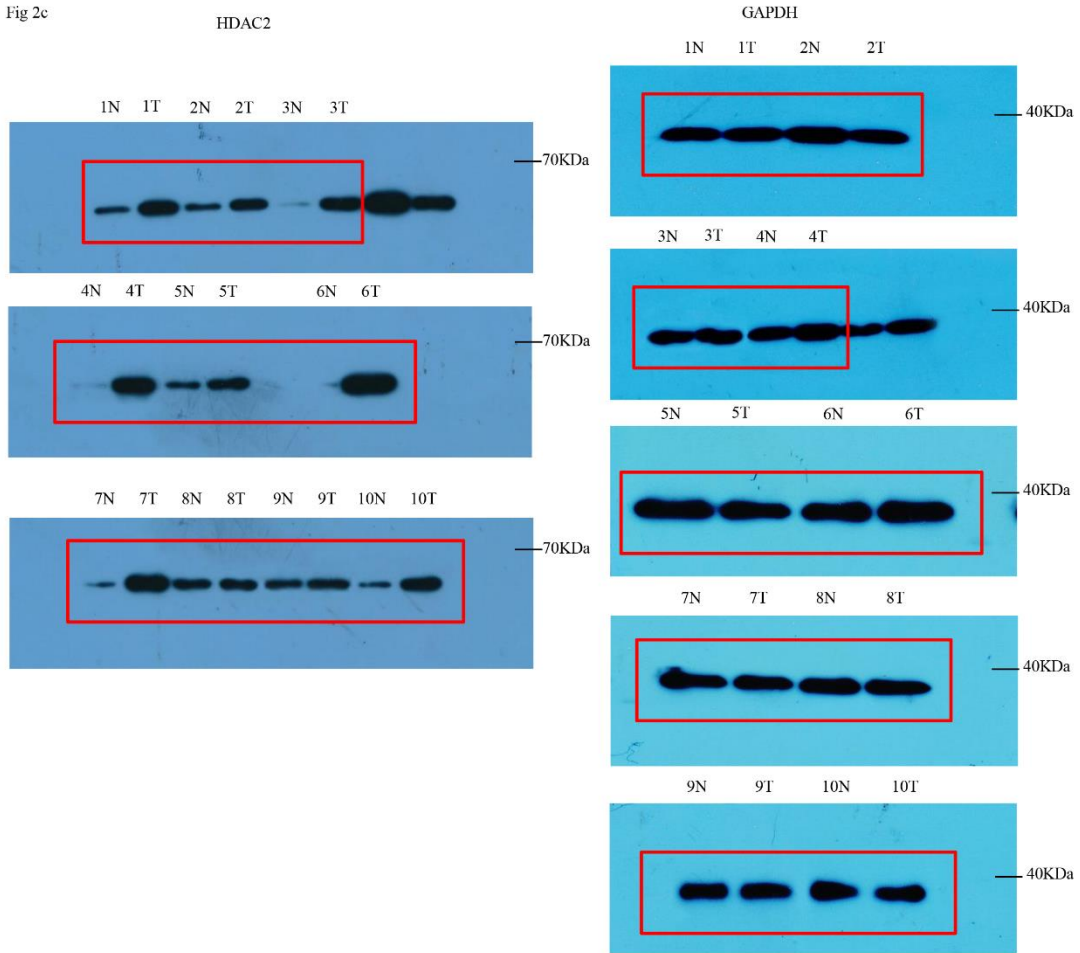 Fig 2c
HDAC2
1N 1T 2N 2T 3N 3T
70KDa
4N 4T 5N 5T 6N 6T
70KDa
7N 7T 8N 8T 9N 9T 10N 10T
70KDa
GAPDH
1N 1T 2N 2T
40KDa
3N 3T 4N 4T
40KDa
5N 5T 6N 6T
40KDa
7N 7T 8N 8T
40KDa
9N 9T 10N 10T
40KDa